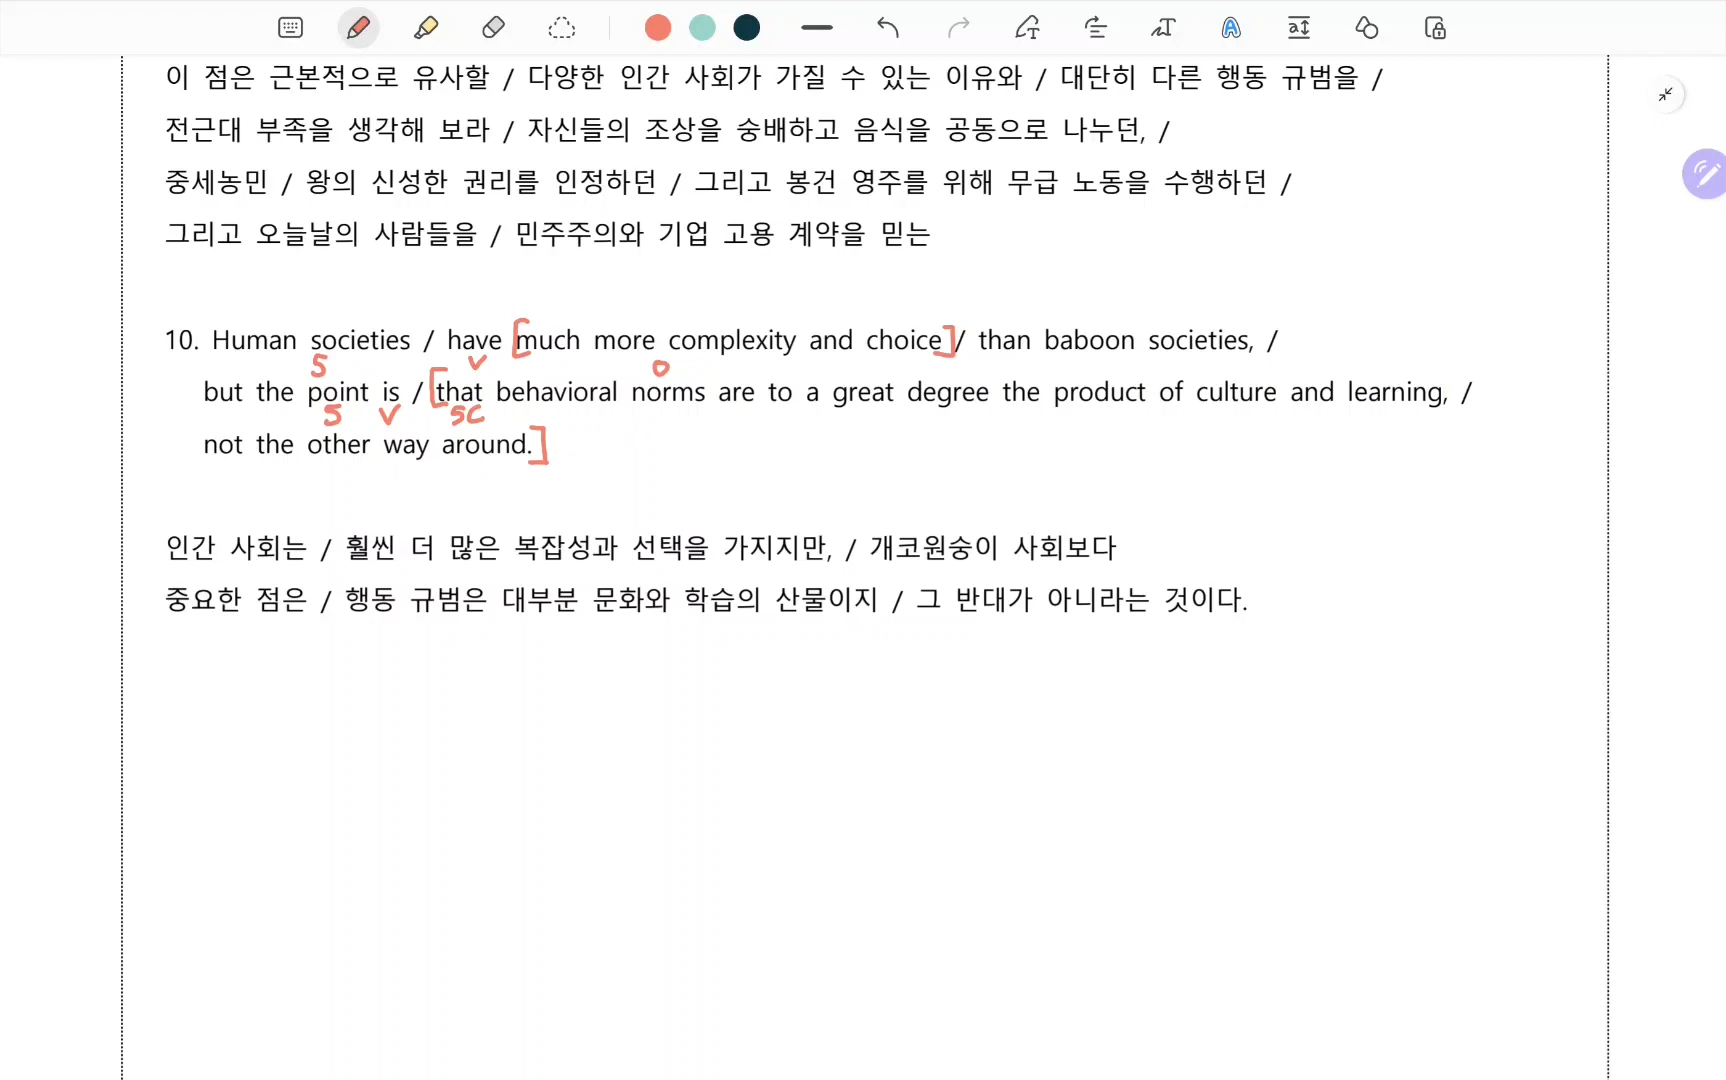 이 점은 근본적으로 유사할 / 다양한 인간 사회가 가질 수 있는 이유와 / 대단히 다른 행동 규범을 /
전근대 부족을 생각해 보라 / 자신들의 조상을 숭배하고 음식을 공동으로 나누던, /
중세농민 / 왕의 신성한 권리를 인정하던 / 그리고 봉건 영주를 위해 무급 노동을 수행하던 /
그리고 오늘날의 사람들을 / 민주주의와 기업 고용 계약을 믿는
10. Human societies / have [much more complexity and choice] / than baboon societies, /
S V O
but the point is / [that behavioral norms are to a great degree the product of culture and learning, /
S V SC
not the other way around.]
인간 사회는 / 훨씬 더 많은 복잡성과 선택을 가지지만, / 개코원숭이 사회보다
중요한 점은 / 행동 규범은 대부분 문화와 학습의 산물이지 / 그 반대가 아니라는 것이다.